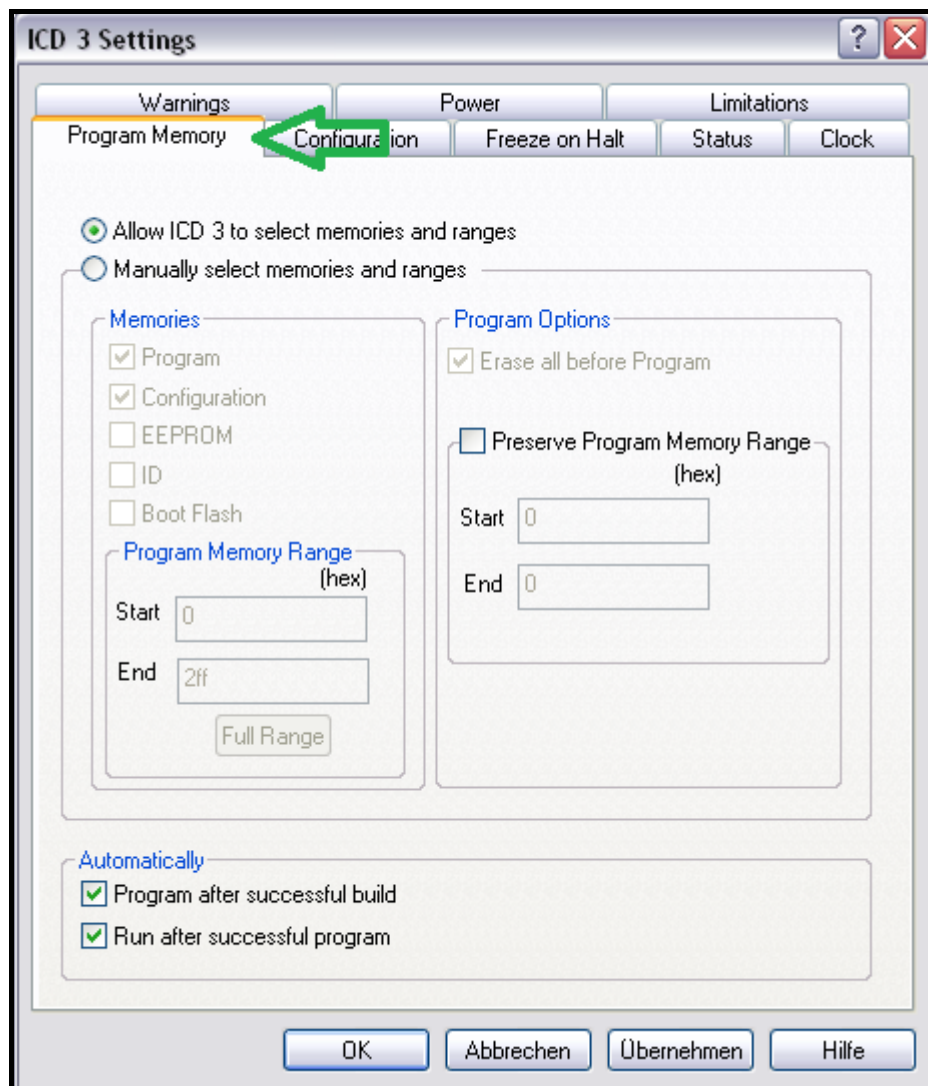 ICD 3 Settings
Warnings Power Limitations
Program Memory Configuration Freeze on Halt Status Clock
Allow ICD 3 to select memories and ranges
Manually select memories and ranges
Memories
Program
Configuration
EEPROM
ID
Boot Flash
Program Memory Range
(hex)
Start 0
End 2ff
Full Range
Program Options
Erase all before Program
Preserve Program Memory Range
(hex)
Start 0
End 0
Automatically
Program after successful build
Run after successful program
OK Abbrechen Übernehmen Hilfe